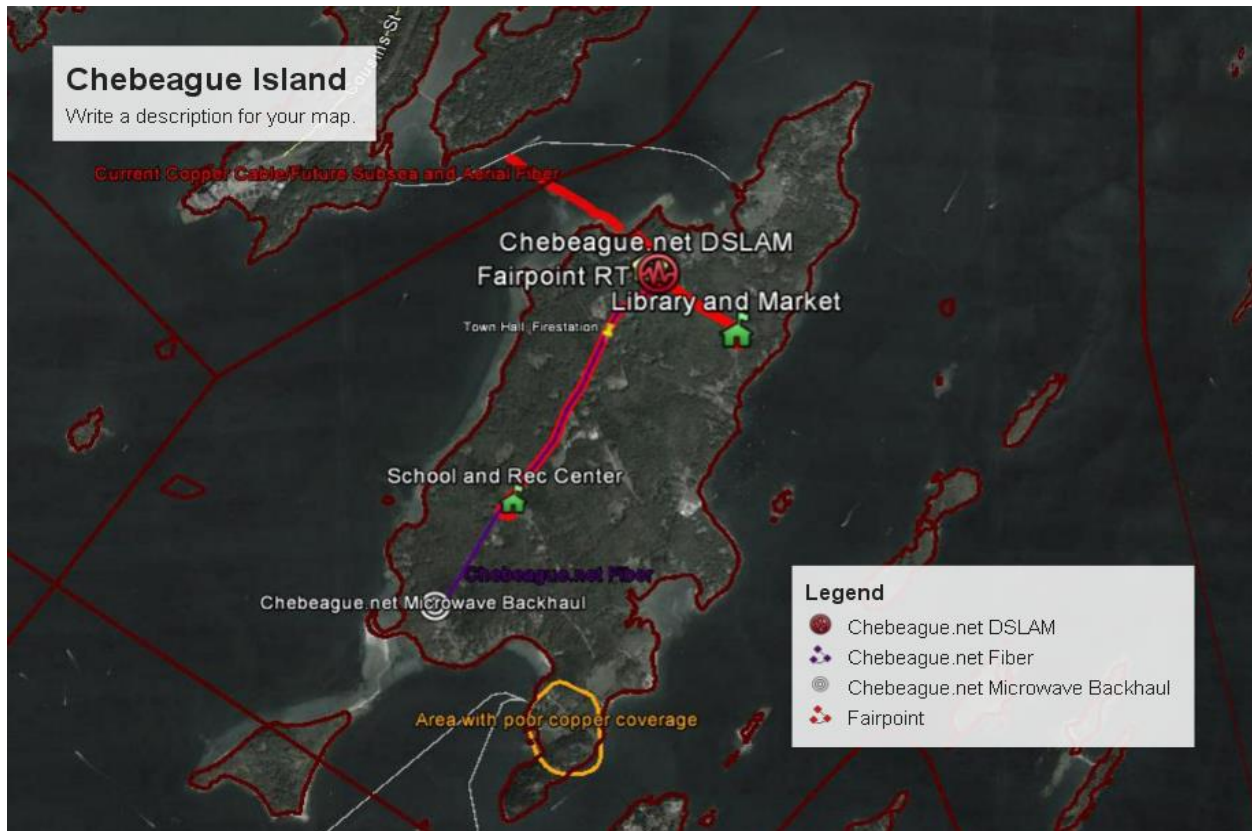 Chebeague Island
Write a description for your map.
Cousins-St
Current Copper Cable/Future Subsea and Aerial Fiber
Chebeague.net DSLAM
Fairpoint RT
Library and Market
Town Hall, Firestation
School and Rec Center
Chebeague.net Fiber
Chebeague.net Microwave Backhaul
Area with poor copper coverage
Legend
Chebeague.net DSLAM
Chebeague.net Fiber
Chebeague.net Microwave Backhaul
Fairpoint